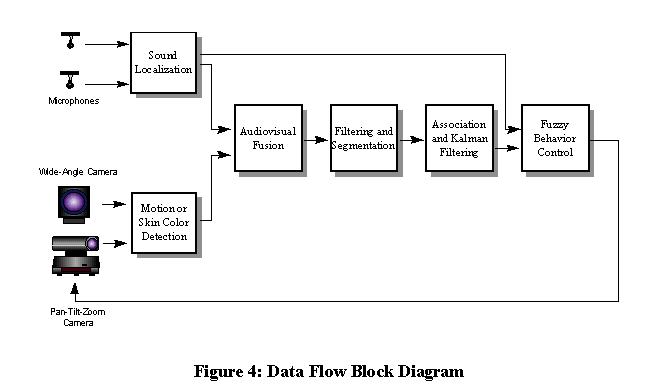 Sound
Localization
Microphones
Audiovisual
Fusion
Filtering and
Segmentation
Association
and Kalman
Filtering
Fuzzy
Behavior
Control
Wide-Angle Camera
Motion or
Skin Color
Detection
Pan-Tilt-Zoom
Camera
Figure 4: Data Flow Block Diagram